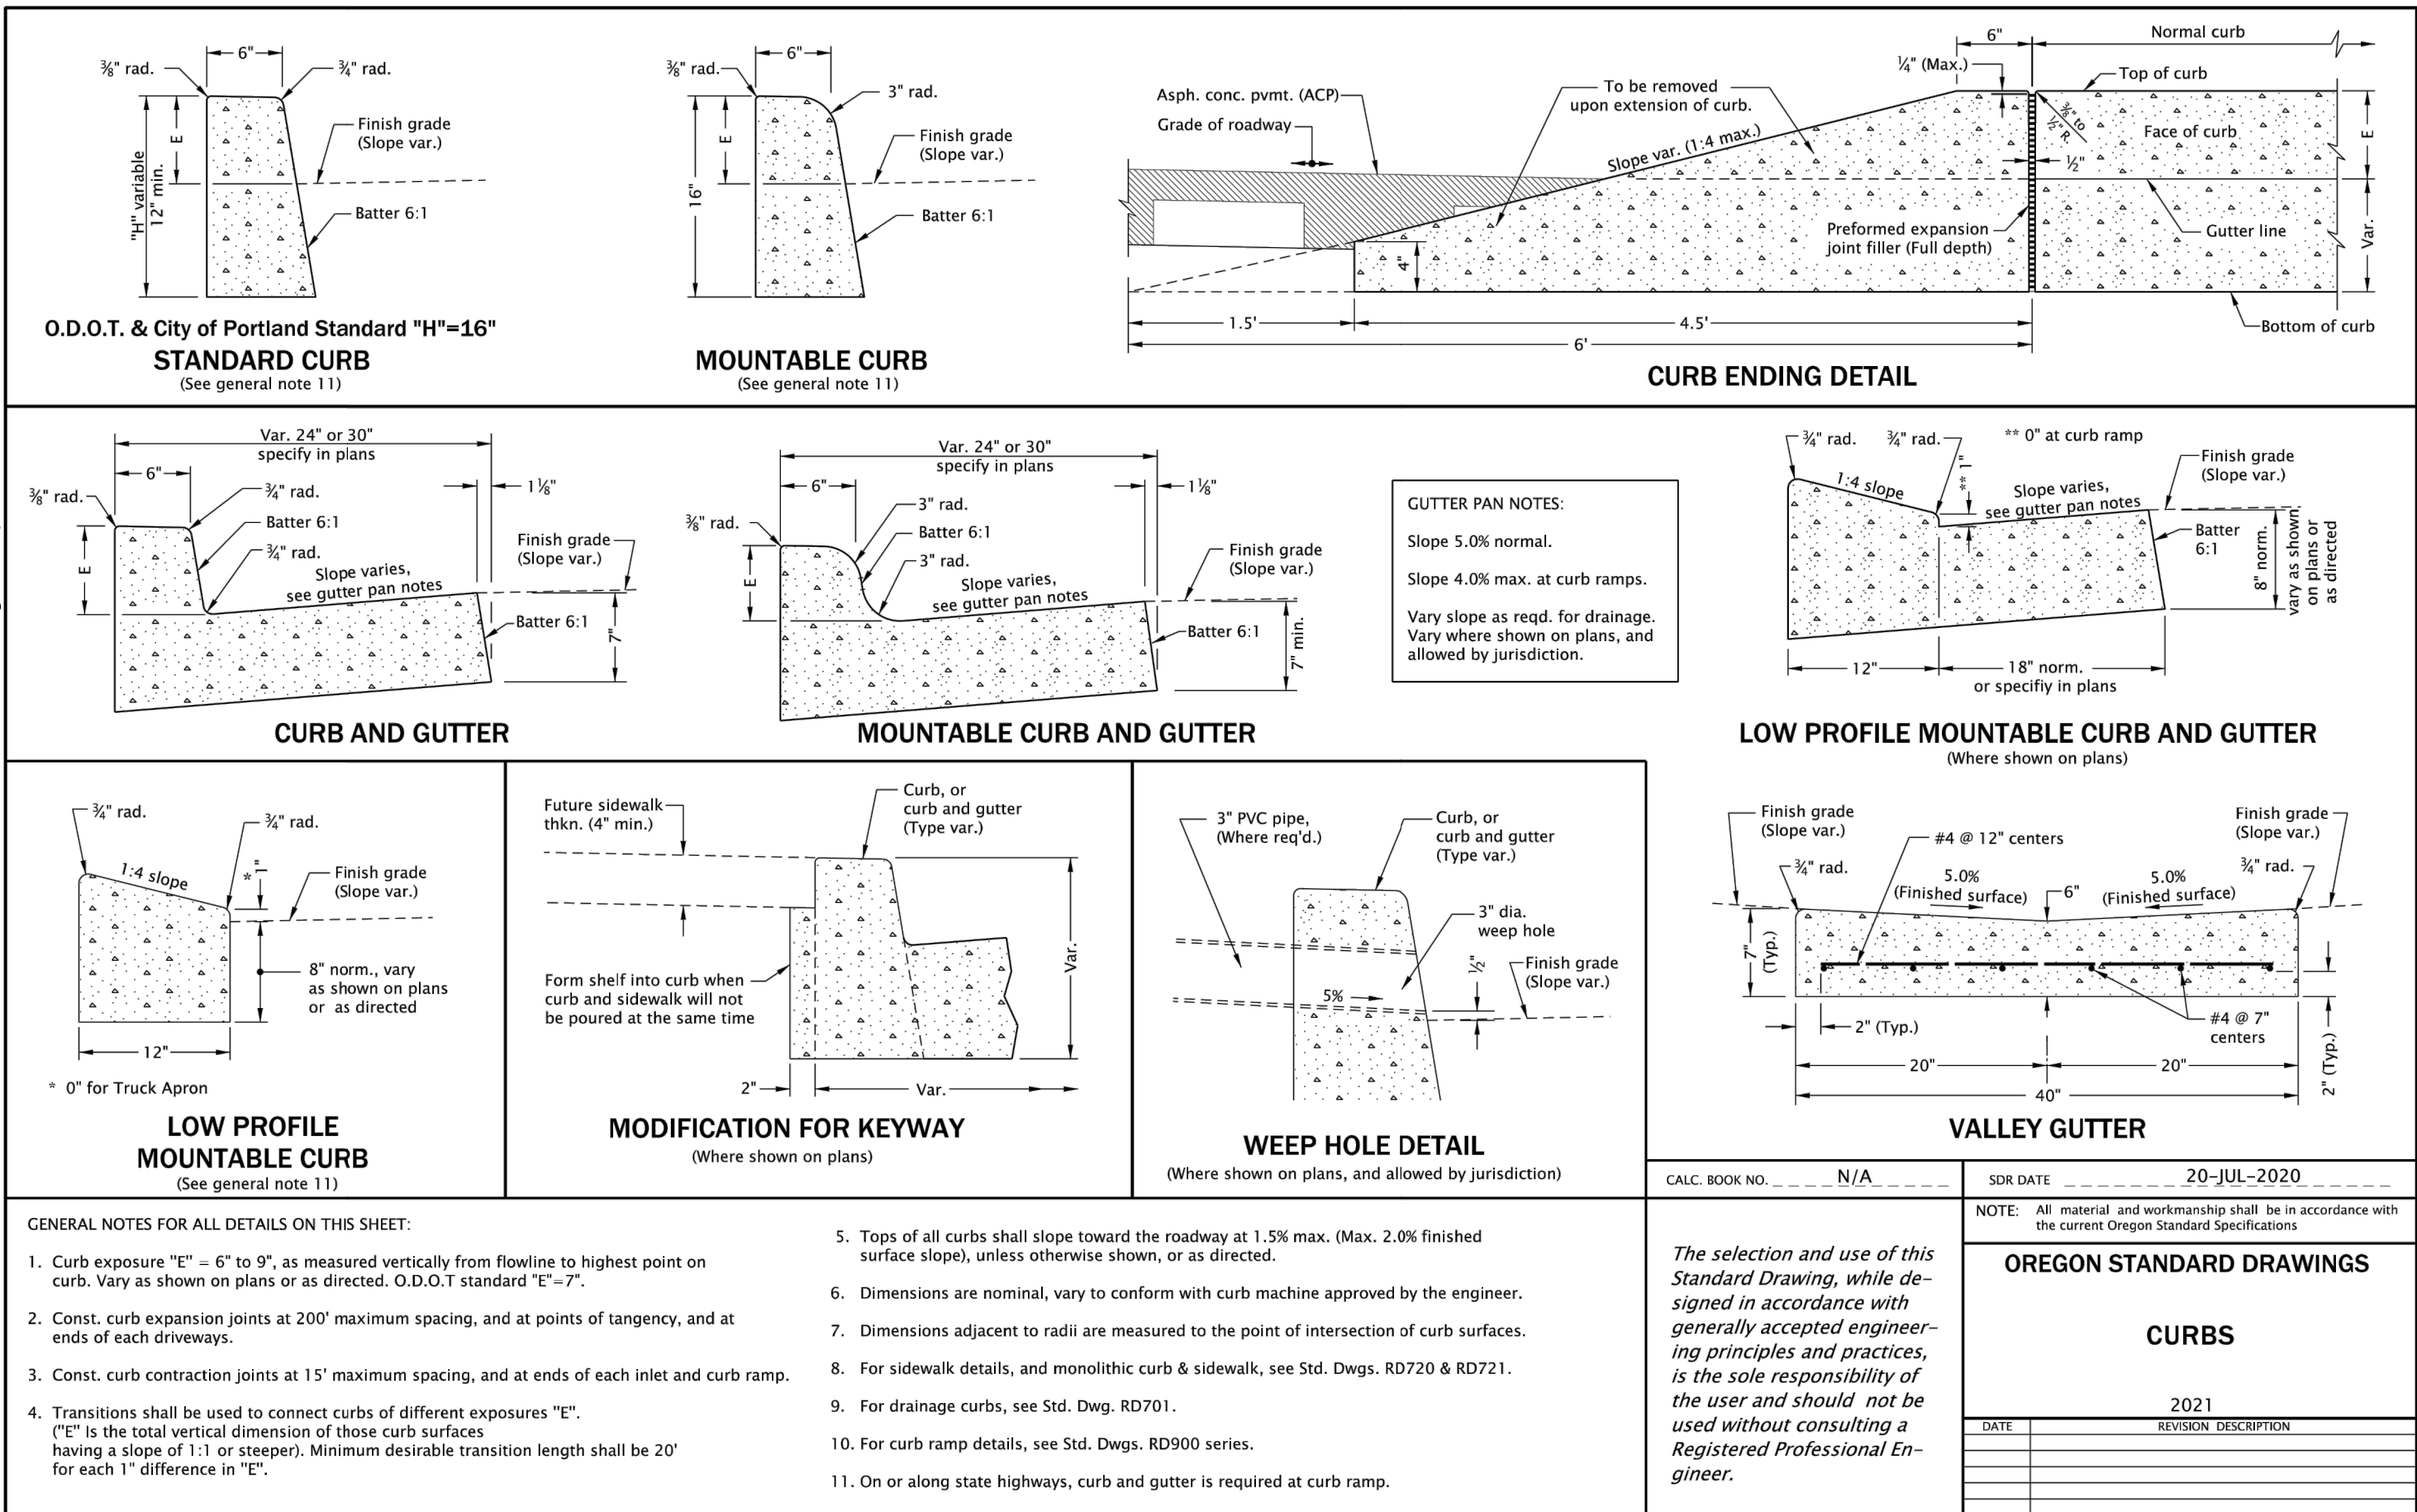 6"
⅜" rad.
¾" rad.
E
Finish grade
(Slope var.)
"H" variable
12" min.
Batter 6:1
O.D.O.T. & City of Portland Standard "H"=16"
STANDARD CURB
(See general note 11)
6"
⅜" rad.
3" rad.
E
Finish grade
(Slope var.)
16"
Batter 6:1
MOUNTABLE CURB
(See general note 11)
6"
Normal curb
¼" (Max.)
Top of curb
To be removed
upon extension of curb.
Asph. conc. pvmt. (ACP)
Grade of roadway
Slope var. (1:4 max.)
⅜" to
½" R.
Face of curb
E
½"
Preformed expansion
joint filler (Full depth)
Gutter line
Var.
4"
1.5'
4.5'
6'
Bottom of curb
CURB ENDING DETAIL
Var. 24" or 30"
specify in plans
6"
⅜" rad.
¾" rad.
1⅛"
Batter 6:1
¾" rad.
E
Slope varies,
see gutter pan notes
Finish grade
(Slope var.)
Batter 6:1
7"
CURB AND GUTTER
Var. 24" or 30"
specify in plans
6"
1⅛"
3" rad.
⅜" rad.
Batter 6:1
3" rad.
E
Slope varies,
see gutter pan notes
Finish grade
(Slope var.)
Batter 6:1
7" min.
MOUNTABLE CURB AND GUTTER
GUTTER PAN NOTES:
Slope 5.0% normal.
Slope 4.0% max. at curb ramps.
Vary slope as reqd. for drainage.
Vary where shown on plans, and
allowed by jurisdiction.
¾" rad.
¾" rad.
** 0" at curb ramp
** 1"
1:4 slope
Slope varies,
see gutter pan notes
Finish grade
(Slope var.)
Batter
6:1
8" norm.
vary as shown
on plans or
as directed
12"
18" norm.
or specifiy in plans
LOW PROFILE MOUNTABLE CURB AND GUTTER
(Where shown on plans)
¾" rad.
¾" rad.
1:4 slope
* 1"
Finish grade
(Slope var.)
8" norm., vary
as shown on plans
or as directed
12"
* 0" for Truck Apron
LOW PROFILE
MOUNTABLE CURB
(See general note 11)
Future sidewalk
thkn. (4" min.)
Curb, or
curb and gutter
(Type var.)
Form shelf into curb when
curb and sidewalk will not
be poured at the same time
Var.
2"
Var.
MODIFICATION FOR KEYWAY
(Where shown on plans)
3" PVC pipe,
(Where req'd.)
Curb, or
curb and gutter
(Type var.)
3" dia.
weep hole
½"
Finish grade
(Slope var.)
5%
WEEP HOLE DETAIL
(Where shown on plans, and allowed by jurisdiction)
Finish grade
(Slope var.)
Finish grade
(Slope var.)
#4 @ 12" centers
¾" rad.
¾" rad.
5.0%
(Finished surface)
6"
5.0%
(Finished surface)
7"
(Typ.)
2" (Typ.)
#4 @ 7"
centers
2" (Typ.)
20"
20"
40"
VALLEY GUTTER
CALC. BOOK NO. N/A
SDR DATE 20-JUL-2020
GENERAL NOTES FOR ALL DETAILS ON THIS SHEET:
1. Curb exposure "E" = 6" to 9", as measured vertically from flowline to highest point on
curb. Vary as shown on plans or as directed. O.D.O.T standard "E"=7".
2. Const. curb expansion joints at 200' maximum spacing, and at points of tangency, and at
ends of each driveways.
3. Const. curb contraction joints at 15' maximum spacing, and at ends of each inlet and curb ramp.
4. Transitions shall be used to connect curbs of different exposures "E".
("E" Is the total vertical dimension of those curb surfaces
having a slope of 1:1 or steeper). Minimum desirable transition length shall be 20'
for each 1" difference in "E".
5. Tops of all curbs shall slope toward the roadway at 1.5% max. (Max. 2.0% finished
surface slope), unless otherwise shown, or as directed.
6. Dimensions are nominal, vary to conform with curb machine approved by the engineer.
7. Dimensions adjacent to radii are measured to the point of intersection of curb surfaces.
8. For sidewalk details, and monolithic curb & sidewalk, see Std. Dwgs. RD720 & RD721.
9. For drainage curbs, see Std. Dwg. RD701.
10. For curb ramp details, see Std. Dwgs. RD900 series.
11. On or along state highways, curb and gutter is required at curb ramp.
The selection and use of this
Standard Drawing, while de-
signed in accordance with
generally accepted engineer-
ing principles and practices,
is the sole responsibility of
the user and should not be
used without consulting a
Registered Professional En-
gineer.
NOTE: All material and workmanship shall be in accordance with
the current Oregon Standard Specifications
OREGON STANDARD DRAWINGS
CURBS
2021
DATE
REVISION DESCRIPTION